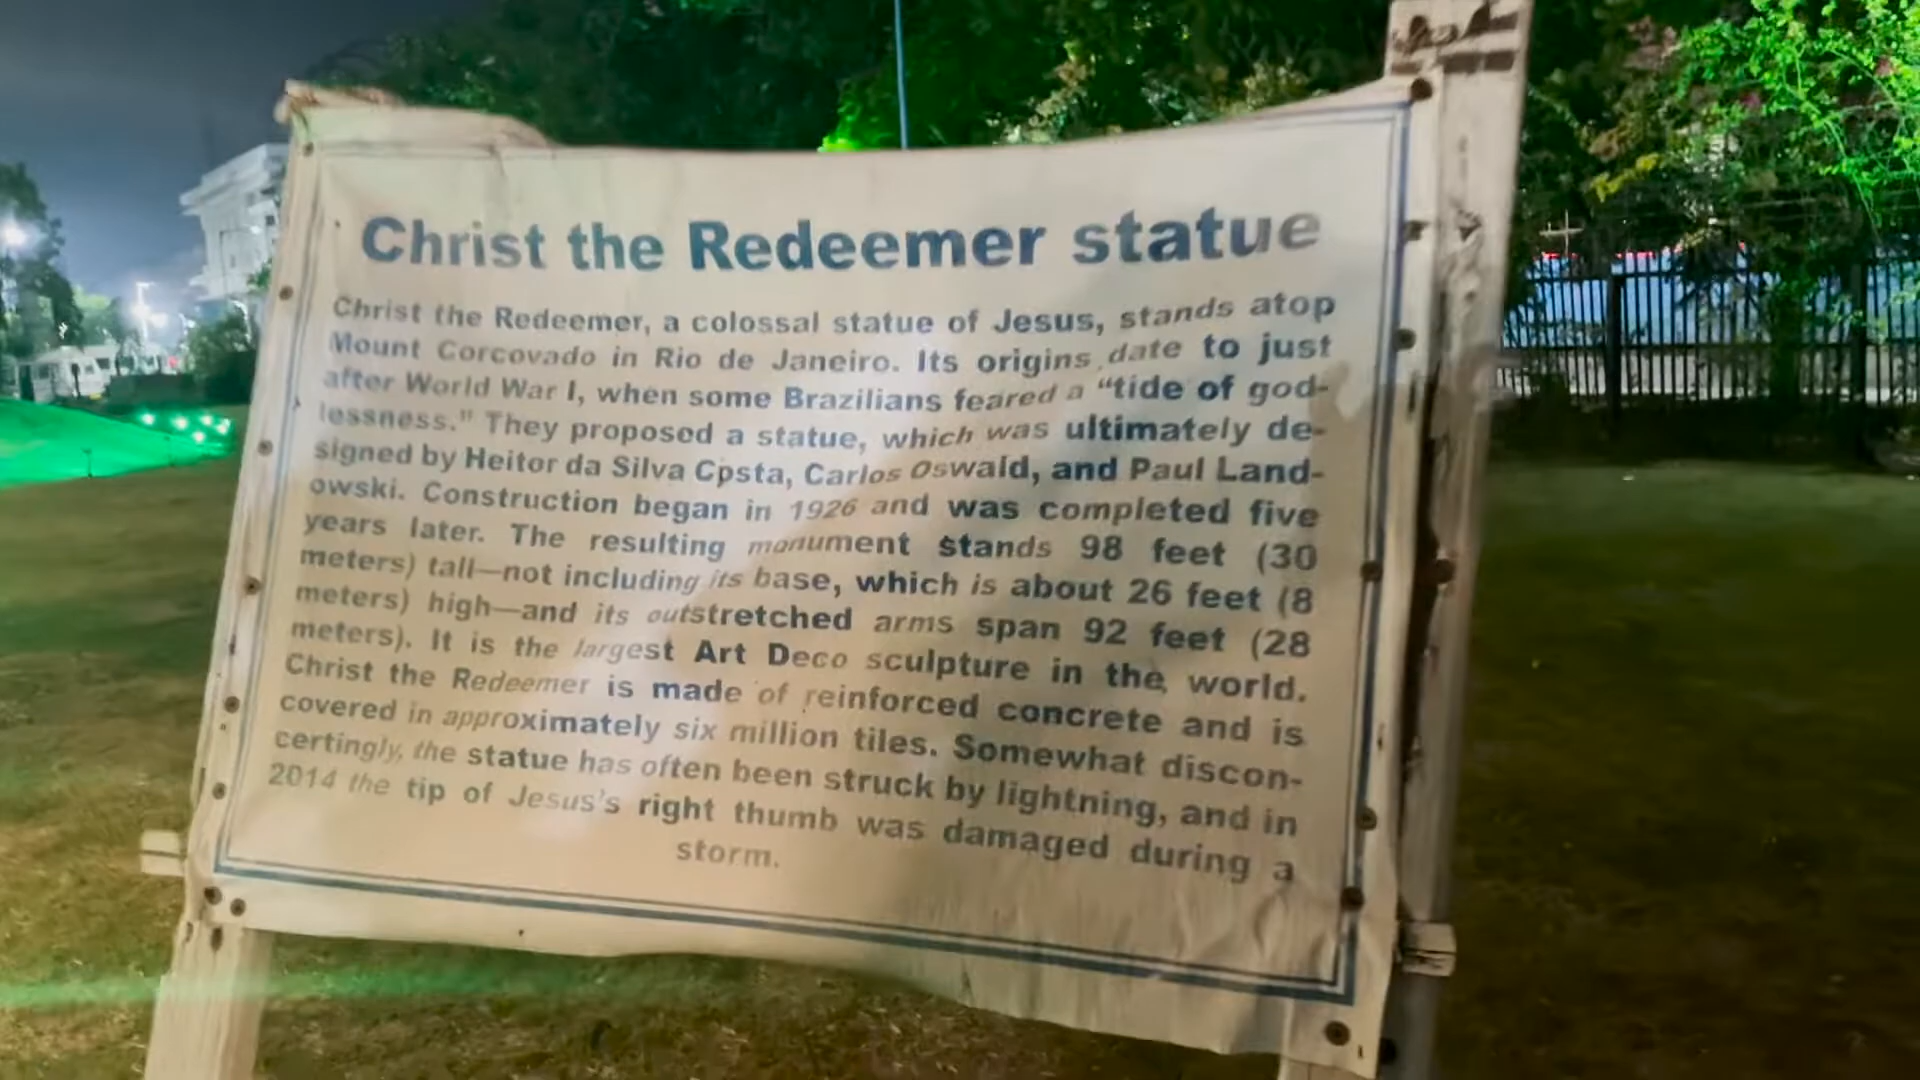 Christ the Redeemer statue
Christ the Redeemer, a colossal statue of Jesus, stands atop
Mount Corcovado in Rio de Janeiro. Its origins date to just
after World War I, when some Brazilians feared a “tide of god-
lessness.” They proposed a statue, which was ultimately de-
signed by Heitor da Silva Cpsta, Carlos Oswald, and Paul Land-
owski. Construction began in 1926 and was completed five
years later. The resulting monument stands 98 feet (30
meters) tall—not including its base, which is about 26 feet (8
meters) high—and its outstretched arms span 92 feet (28
meters). It is the largest Art Deco sculpture in the world.
Christ the Redeemer is made of reinforced concrete and is
covered in approximately six million tiles. Somewhat discon-
certingly, the statue has often been struck by lightning, and in
2014 the tip of Jesus’s right thumb was damaged during a
storm.